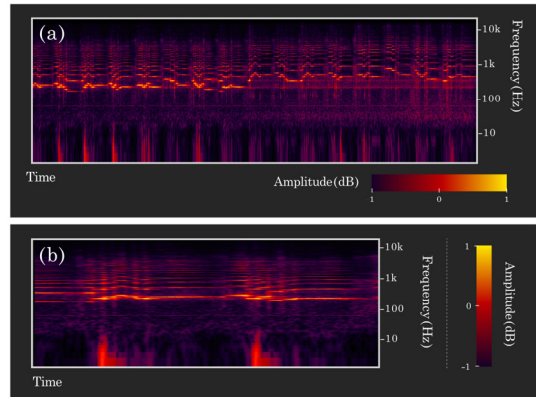 (a)
10k
1k
100
10
Frequency(Hz)
Time
Amplitude(dB)
1
0
1
(b)
10k
1k
100
10
Frequency(Hz)
1
0
-1
Amplitude(dB)
Time